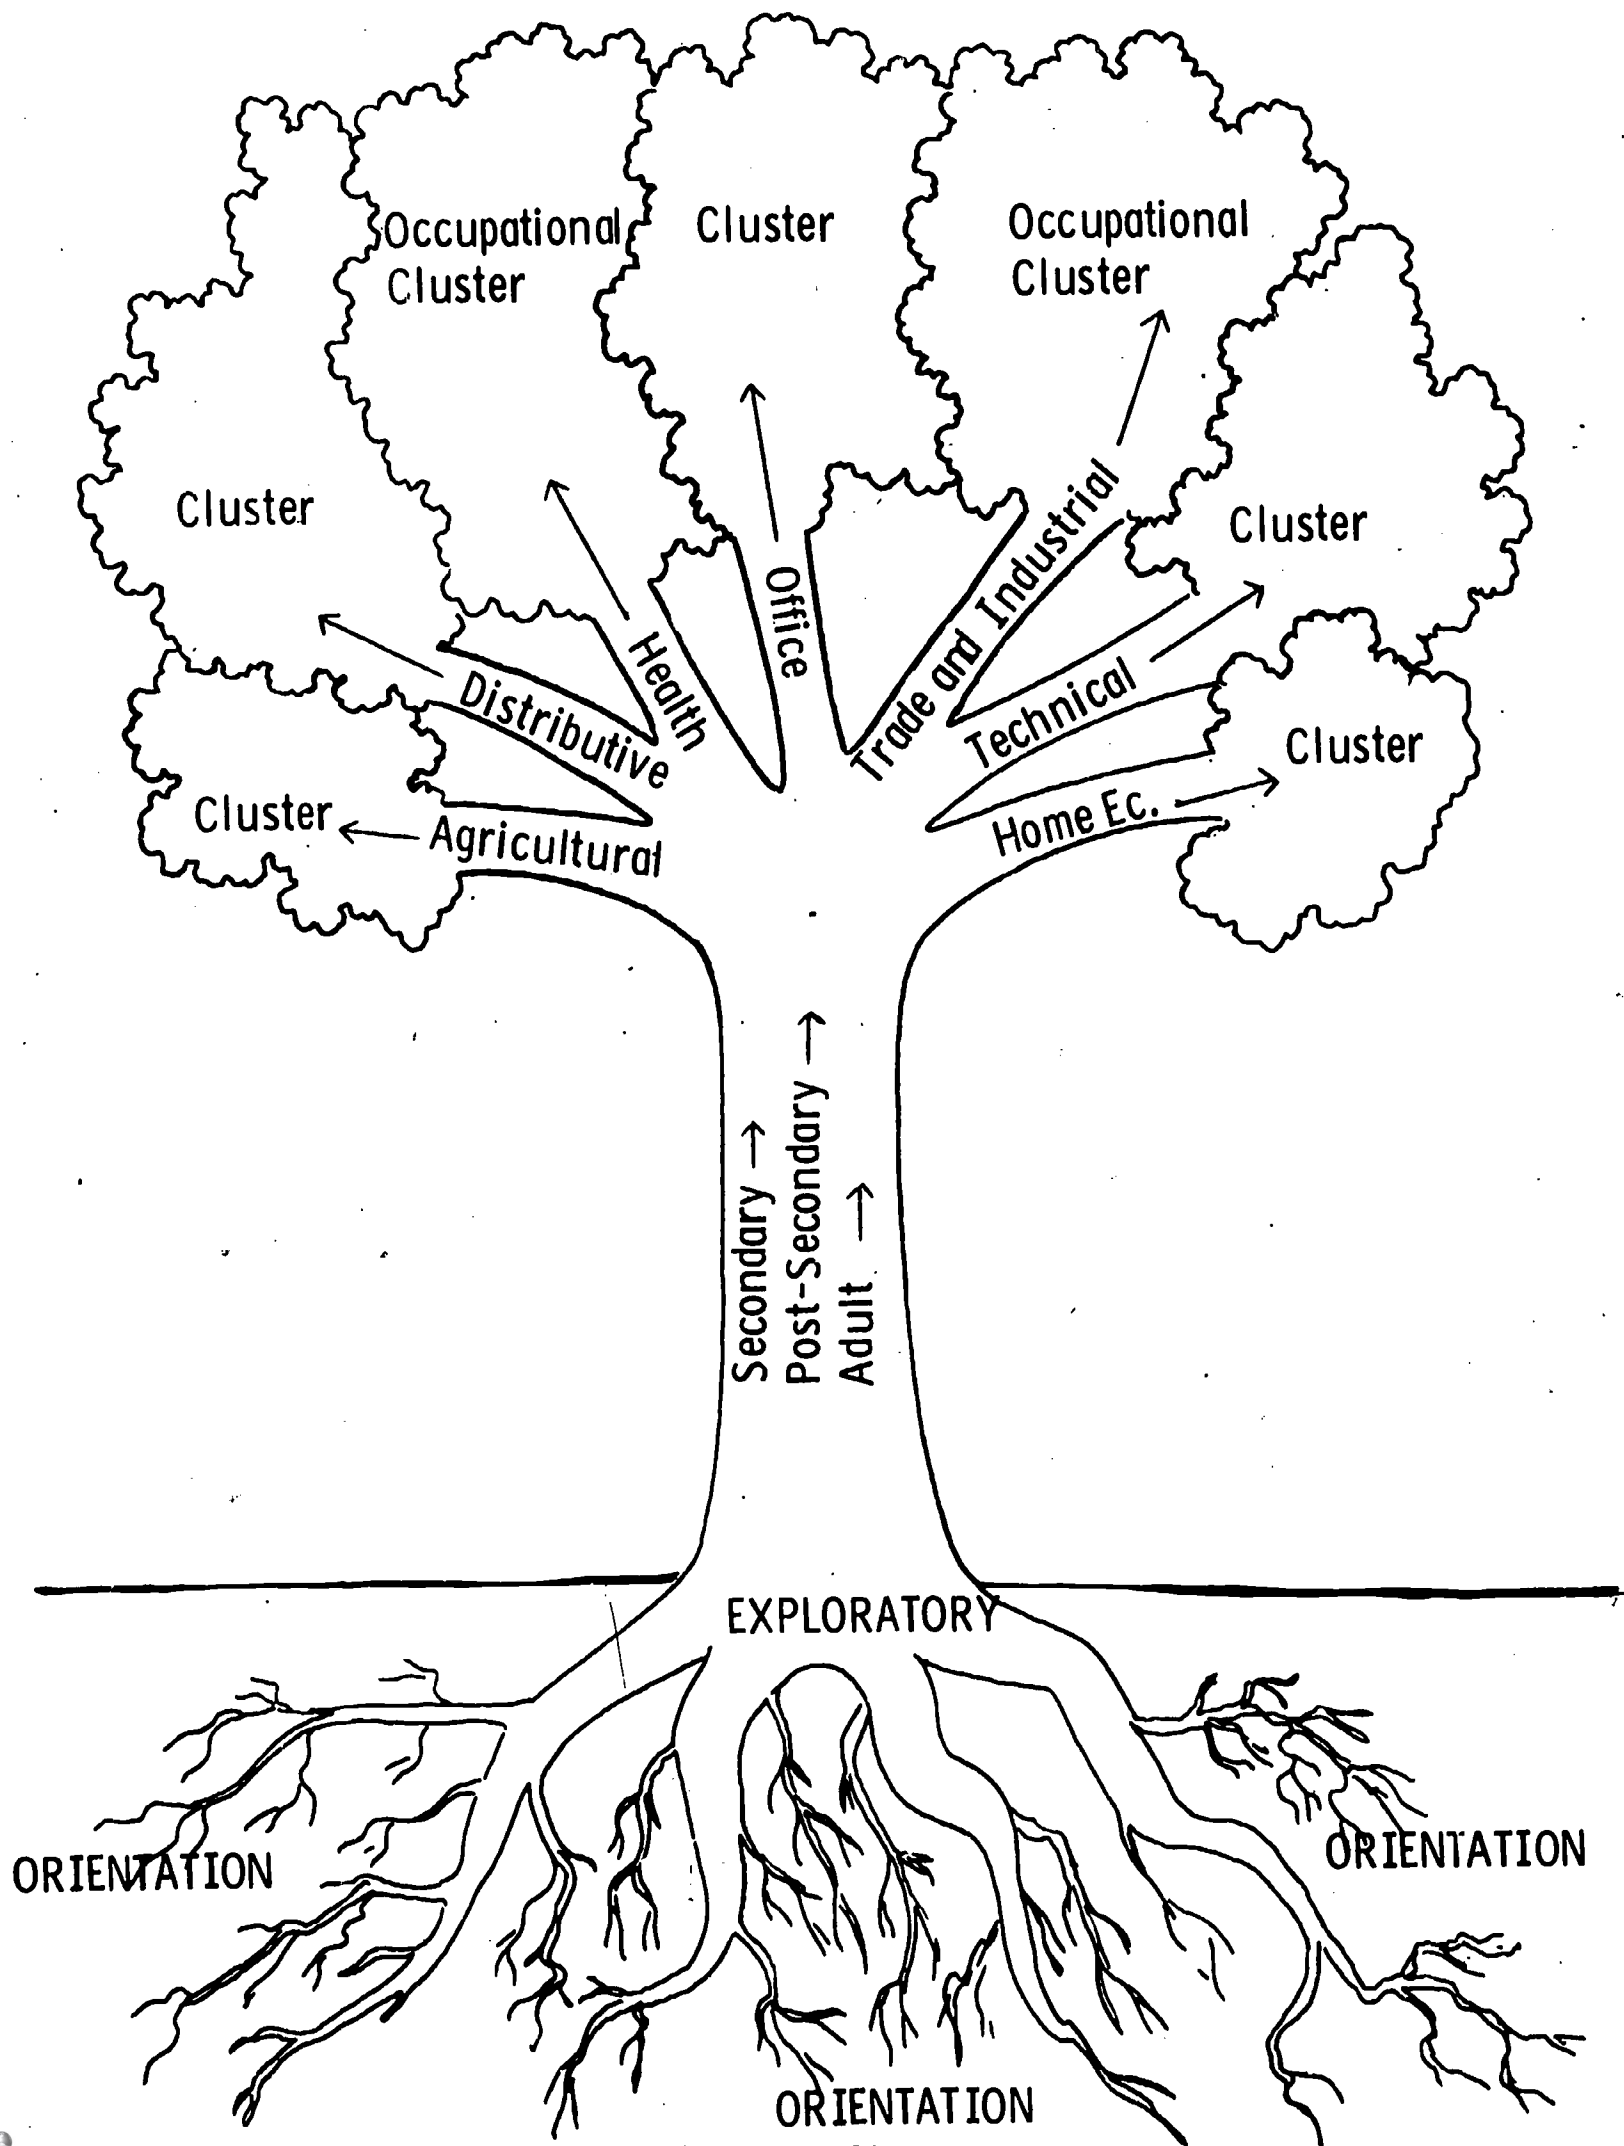 Occupational
Cluster
Cluster
Occupational
Cluster
Cluster
Cluster
Cluster
Cluster
Office
Trade and Industrial
Health
Distributive
Technical
Agricultural
Home Ec.
Secondary →
Post-Secondary →
Adult →
EXPLORATORY
ORIENTATION
ORIENTATION
ORIENTATION